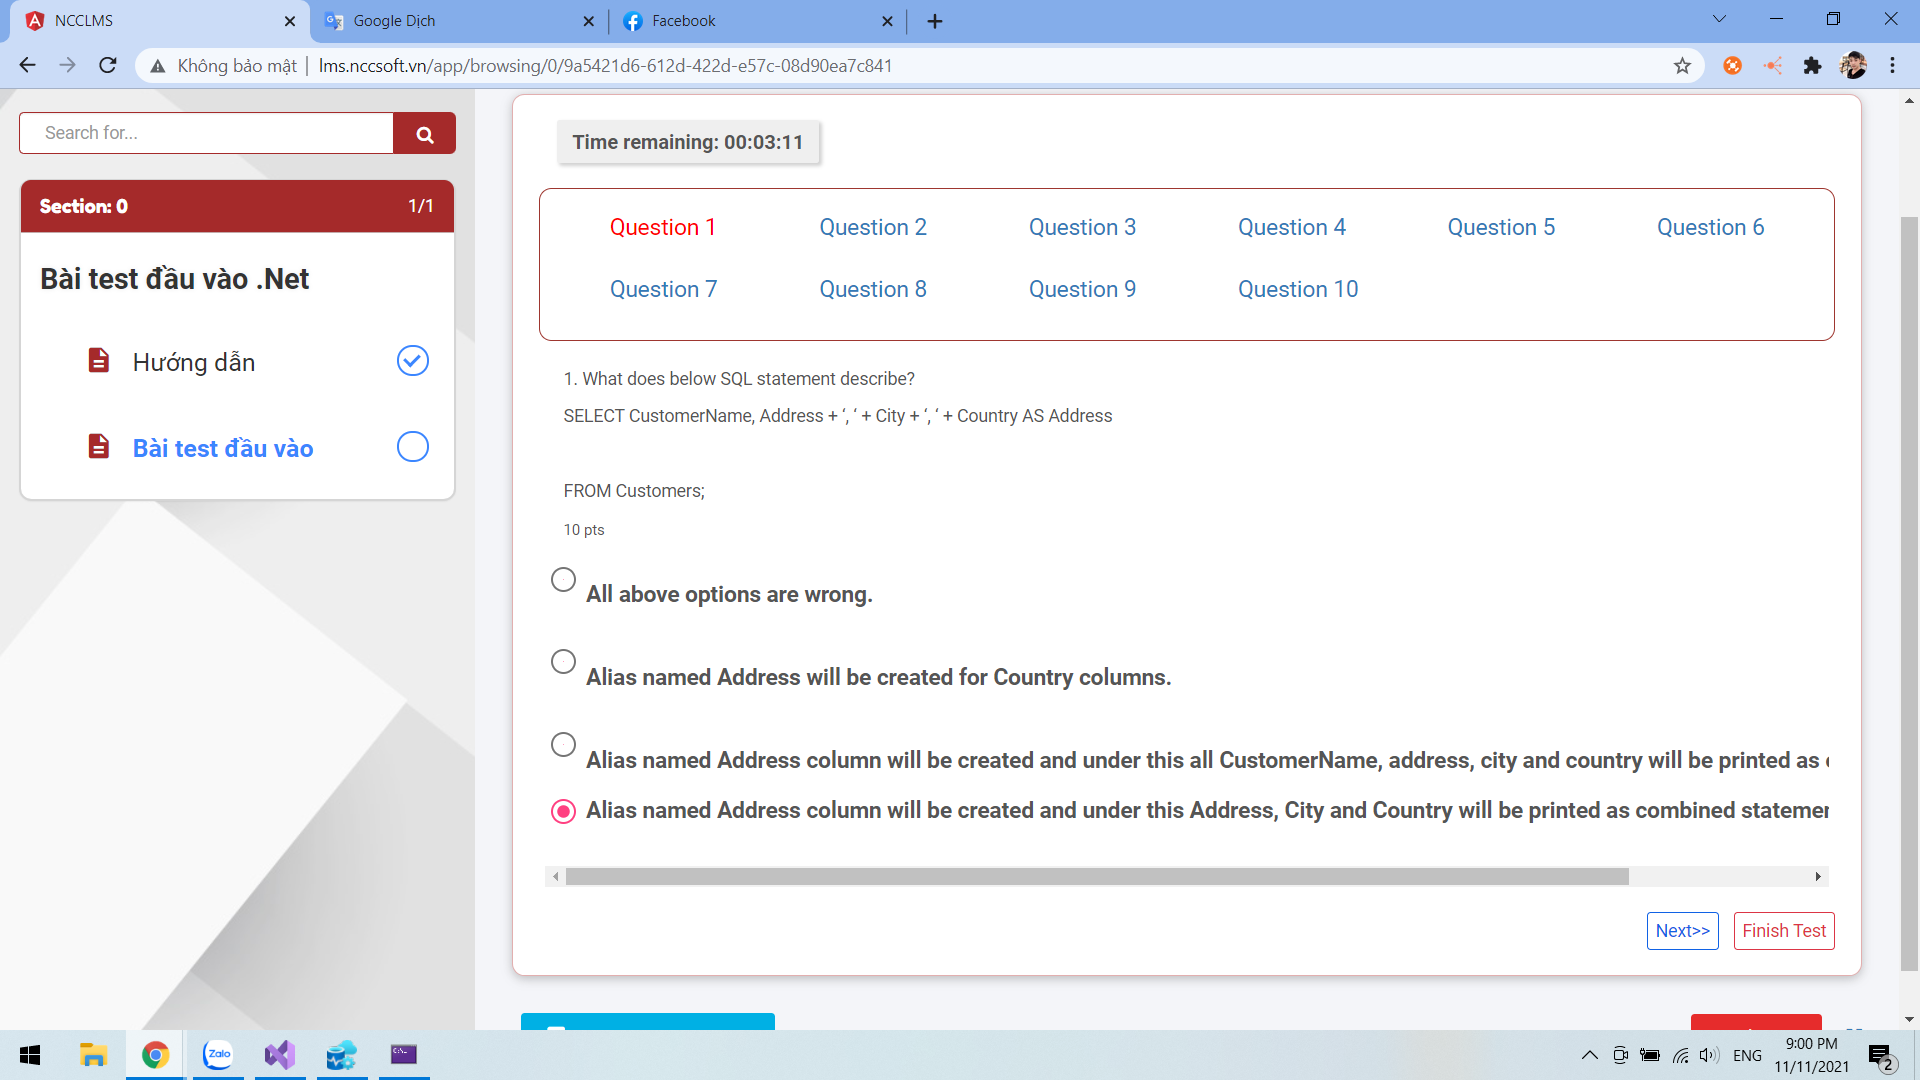 NCCLMS
Google Dịch
Facebook
Không bảo mật
lms.nccsoft.vn/app/browsing/0/9a5421d6-612d-422d-e57c-08d90ea7c841
Search for...
Section: 0
1/1
Bài test đầu vào .Net
Hướng dẫn
Bài test đầu vào
Time remaining: 00:03:11
Question 1 Question 2 Question 3 Question 4 Question 5 Question 6
Question 7 Question 8 Question 9 Question 10
1. What does below SQL statement describe?
SELECT CustomerName, Address + ‘, ‘ + City + ‘, ‘ + Country AS Address
FROM Customers;
10 pts
All above options are wrong.
Alias named Address will be created for Country columns.
Alias named Address column will be created and under this all CustomerName, address, city and country will be printed as
Alias named Address column will be created and under this Address, City and Country will be printed as combined
Next>>
Finish Test
Zalo
C:\.
ENG
9:00 PM
11/11/2021
2